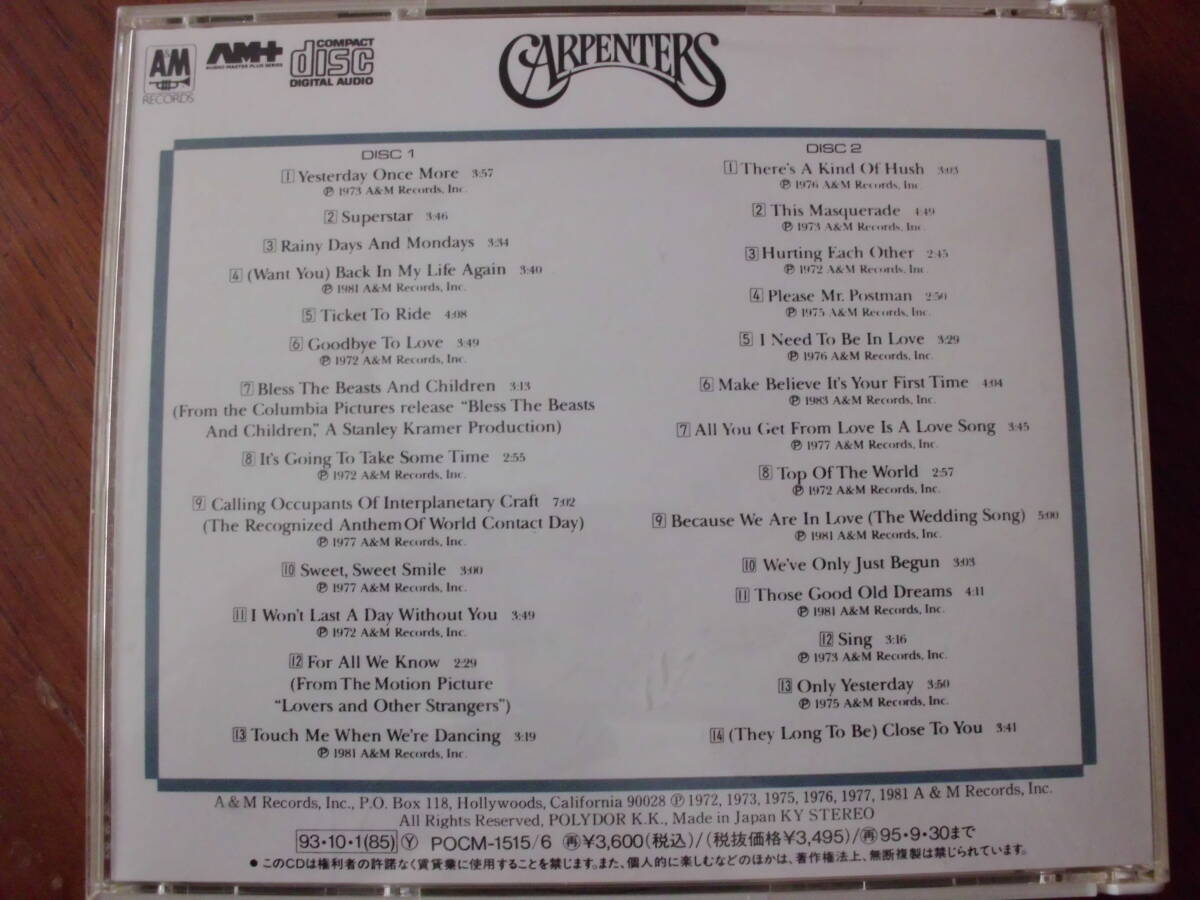 A&M
RECORDS
AM+
AUDIO MASTER PLUS SERIES
COMPACT
disc
DIGITAL AUDIO
CARPENTERS
DISC 1
1 Yesterday Once More 3:57
Ⓟ 1973 A&M Records, Inc.
2 Superstar 3:46
3 Rainy Days And Mondays 3:34
4 (Want You) Back In My Life Again 3:40
Ⓟ 1981 A&M Records, Inc.
5 Ticket To Ride 4:08
6 Goodbye To Love 3:49
Ⓟ 1972 A&M Records, Inc.
7 Bless The Beasts And Children 3:13
(From the Columbia Pictures release "Bless The Beasts
And Children," A Stanley Kramer Production)
8 It's Going To Take Some Time 2:55
Ⓟ 1972 A&M Records, Inc.
9 Calling Occupants Of Interplanetary Craft 7:02
(The Recognized Anthem Of World Contact Day)
Ⓟ 1977 A&M Records, Inc.
10 Sweet, Sweet Smile 3:00
Ⓟ 1977 A&M Records, Inc.
11 I Won't Last A Day Without You 3:49
Ⓟ 1972 A&M Records, Inc.
12 For All We Know 2:29
(From The Motion Picture
"Lovers and Other Strangers")
13 Touch Me When We're Dancing 3:19
Ⓟ 1981 A&M Records, Inc.
DISC 2
1 There's A Kind Of Hush 3:03
Ⓟ 1976 A&M Records, Inc.
2 This Masquerade 4:49
Ⓟ 1973 A&M Records, Inc.
3 Hurting Each Other 2:45
Ⓟ 1972 A&M Records, Inc.
4 Please Mr. Postman 2:50
Ⓟ 1975 A&M Records, Inc.
5 I Need To Be In Love 3:29
Ⓟ 1976 A&M Records, Inc.
6 Make Believe It's Your First Time 4:04
Ⓟ 1983 A&M Records, Inc.
7 All You Get From Love Is A Love Song 3:45
Ⓟ 1977 A&M Records, Inc.
8 Top Of The World 2:57
Ⓟ 1972 A&M Records, Inc.
9 Because We Are In Love (The Wedding Song) 5:00
Ⓟ 1981 A&M Records, Inc.
10 We've Only Just Begun 3:03
11 Those Good Old Dreams 4:11
Ⓟ 1981 A&M Records, Inc.
12 Sing 3:16
Ⓟ 1973 A&M Records, Inc.
13 Only Yesterday 3:50
Ⓟ 1975 A&M Records, Inc.
14 (They Long To Be) Close To You 3:41
A & M Records, Inc., P.O. Box 118, Hollywoods, California 90028 Ⓟ 1972, 1973, 1975, 1976, 1977, 1981 A & M Records, Inc.
All Rights Reserved, POLYDOR K.K., Made in Japan KY STEREO
93・10・1(85) Ⓨ POCM-1515/6 ㊢¥3,600(税込)/(税抜価格¥3,495)/再95・9・30まで
● このCDは権利者の許諾なく賃貸業に使用することを禁じます。また、個人的に楽しむなどのほかは、著作権法上、無断複製は禁じられています。